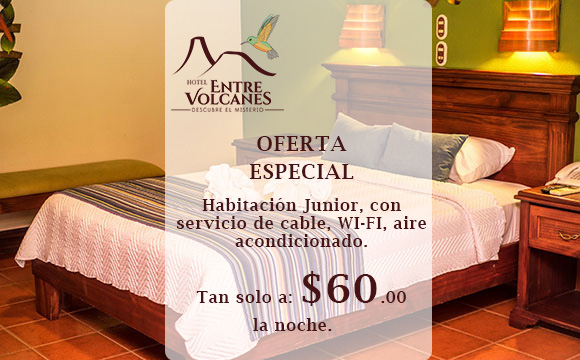 HOTEL
ENTRE
VOLCANES
DESCUBRE EL MISTERIO
OFERTA
ESPECIAL
Habitación Junior, con
servicio de cable, WI-FI, aire
acondicionado.
Tan solo a: $60.00
la noche.